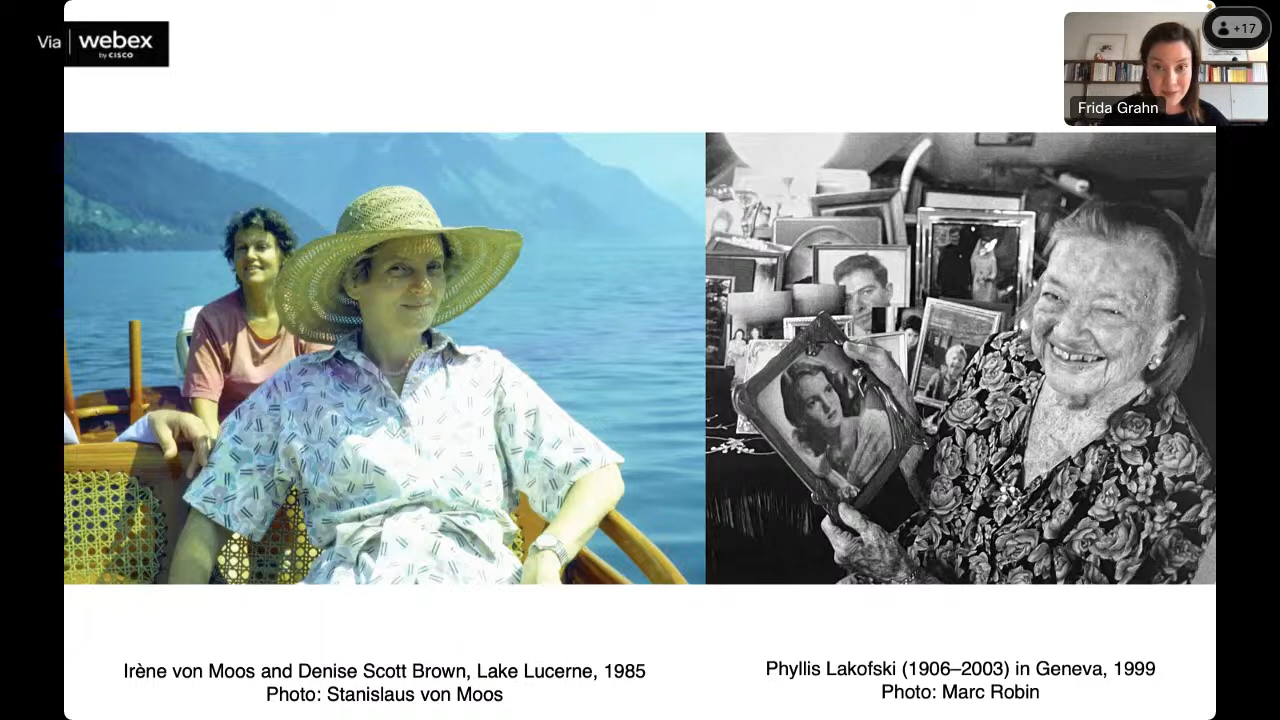 Via webex
by CISCO
+17
Frida Grahn
Irène von Moos and Denise Scott Brown, Lake Lucerne, 1985
Photo: Stanislaus von Moos
Phyllis Lakofski (1906–2003) in Geneva, 1999
Photo: Marc Robin